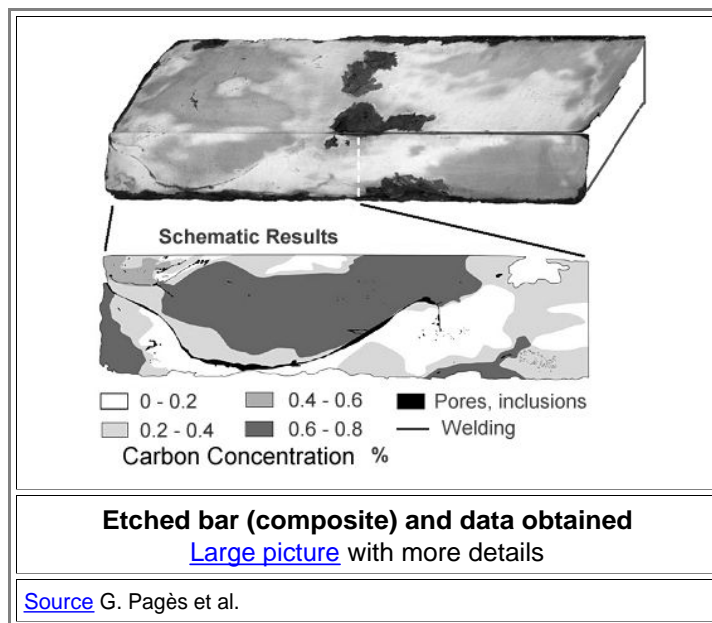 Schematic Results
0 - 0.2
0.4 - 0.6
Pores, inclusions
0.2 - 0.4
0.6 - 0.8
Welding
Carbon Concentration %
Etched bar (composite) and data obtained
Large picture with more details
Source G. Pagès et al.